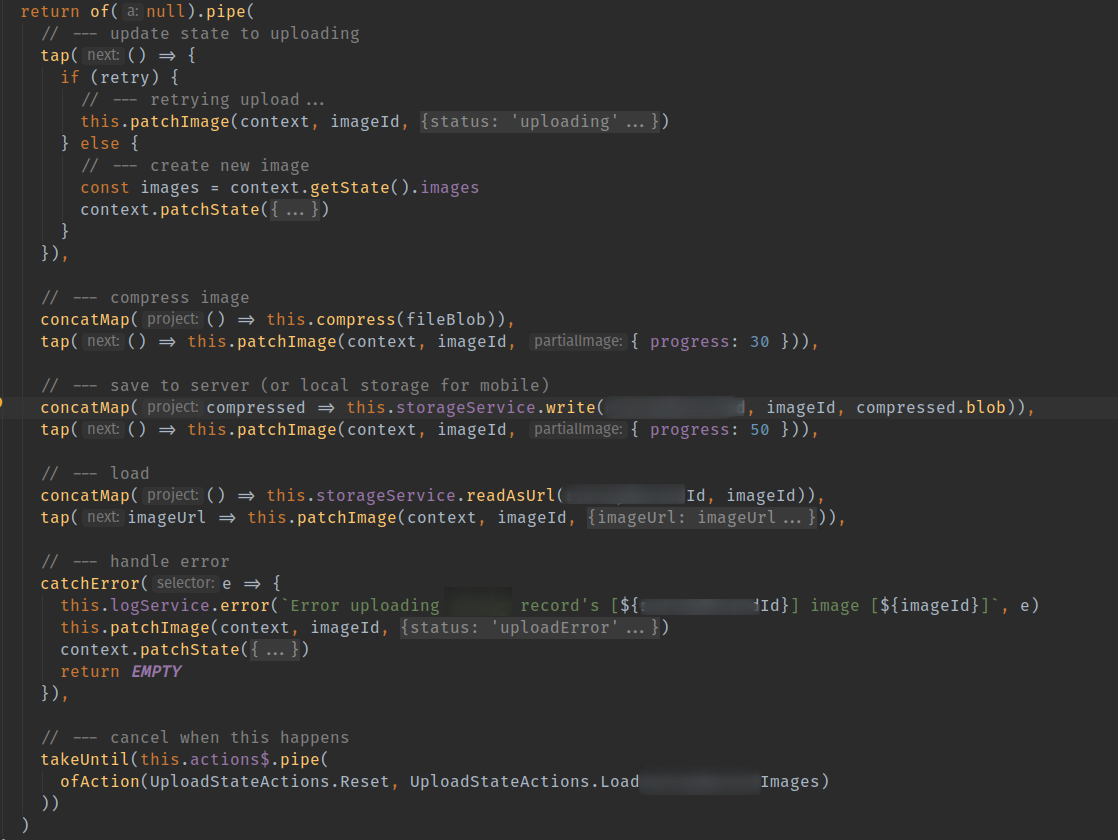 return of( a: null).pipe(
// --- update state to uploading
tap( next: () => {
if (retry) {
// --- retrying upload...
this.patchImage(context, imageId, {status: 'uploading'...})
} else {
// --- create new image
const images = context.getState().images
context.patchState({...})
}
}),
// --- compress image
concatMap( project: () => this.compress(fileBlob)),
tap( next: () => this.patchImage(context, imageId, partialImage: { progress: 30 })),
// --- save to server (or local storage for mobile)
concatMap( project: compressed => this.storageService.write( , imageId, compressed.blob)),
tap( next: () => this.patchImage(context, imageId, partialImage: { progress: 50 })),
// --- load
concatMap( project: () => this.storageService.readAsUrl( Id, imageId)),
tap( next: imageUrl => this.patchImage(context, imageId, {imageUrl: imageUrl...})),
// --- handle error
catchError( selector: e => {
this.logService.error(`Error uploading record's [${ Id}] image [${imageId}]`, e)
this.patchImage(context, imageId, {status: 'uploadError'...})
context.patchState({...})
return EMPTY
}),
// --- cancel when this happens
takeUntil(this.actions$.pipe(
ofAction(UploadStateActions.Reset, UploadStateActions.Load Images)
))
)